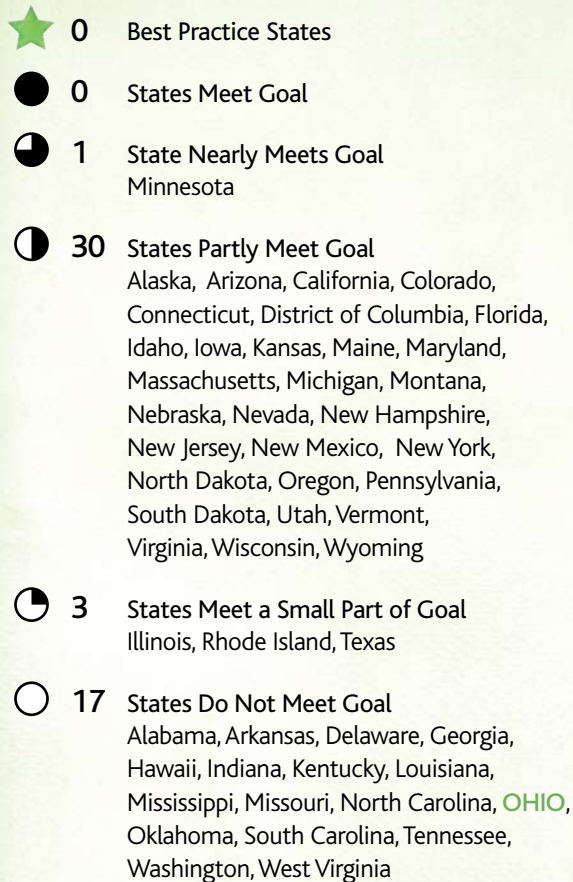 0 Best Practice States
0 States Meet Goal
1 State Nearly Meets Goal
Minnesota
30 States Partly Meet Goal
Alaska, Arizona, California, Colorado,
Connecticut, District of Columbia, Florida,
Idaho, Iowa, Kansas, Maine, Maryland,
Massachusetts, Michigan, Montana,
Nebraska, Nevada, New Hampshire,
New Jersey, New Mexico, New York,
North Dakota, Oregon, Pennsylvania,
South Dakota, Utah, Vermont,
Virginia, Wisconsin, Wyoming
3 States Meet a Small Part of Goal
Illinois, Rhode Island, Texas
17 States Do Not Meet Goal
Alabama, Arkansas, Delaware, Georgia,
Hawaii, Indiana, Kentucky, Louisiana,
Mississippi, Missouri, North Carolina, OHIO,
Oklahoma, South Carolina, Tennessee,
Washington, West Virginia